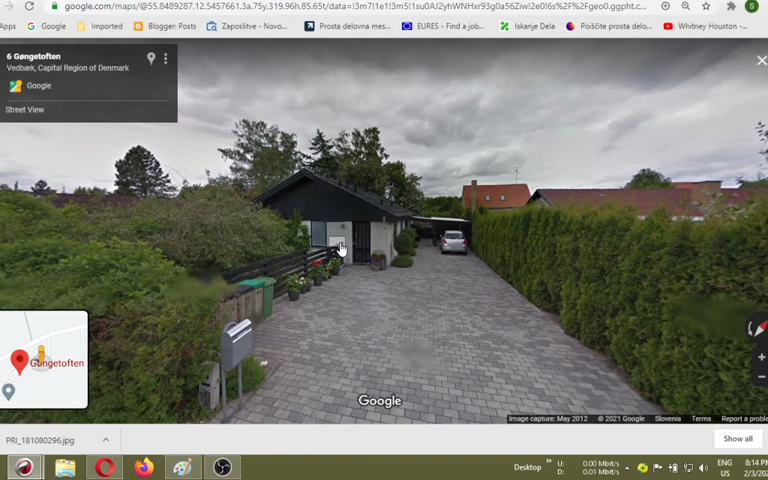 google.com/maps/@55.8489287,12.5457661,3a,75y,319.96h,85.65t/data=!3m7!1e1!3m5!1su0AJ2yhWNHxr93g0a56Ziw!2e0!6s%2F%2Fgeo0.ggpht.c...
Apps
Google
Imported
Blogger: Posts
Zaposlitve – Novo...
Prosta delovna mes...
EURES - Find a job...
Iskanje Dela
Poiščite prosta delo...
Whitney Houston -...
6 Gøngetoften
Vedbæk, Capital Region of Denmark
Google
Street View
Gøngetoften
Google
Image capture: May 2012
© 2021 Google
Slovenia
Terms
Report a proble
PRI_181080296.jpg
Show all
Desktop
U: 0.00 Mbit/s
D: 0.01 Mbit/s
ENG
US
8:14 P
2/3/202